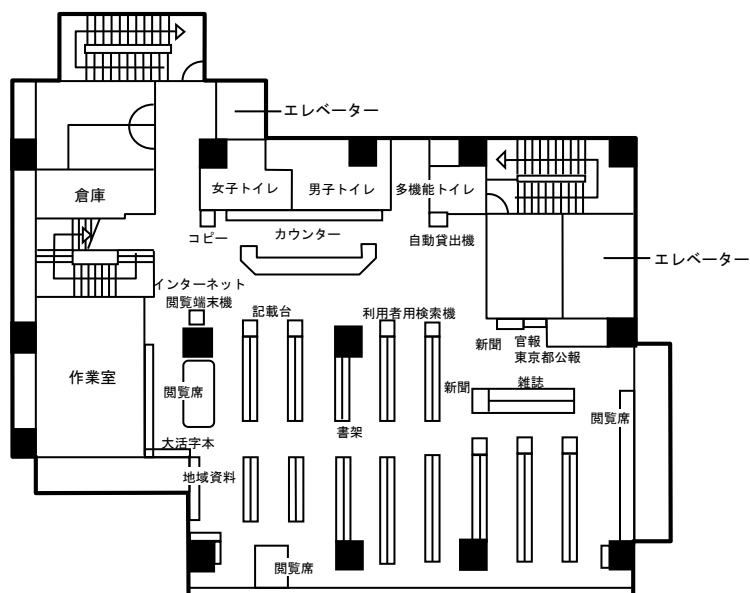 エレベーター
倉庫
女子トイレ
男子トイレ
多機能トイレ
コピー
カウンター
自動貸出機
エレベーター
インターネット
閲覧端末機
記載台
利用者用検索機
新聞
官報
東京都公報
作業室
閲覧席
新聞
雑誌
閲覧席
書架
大活字本
地域資料
閲覧席